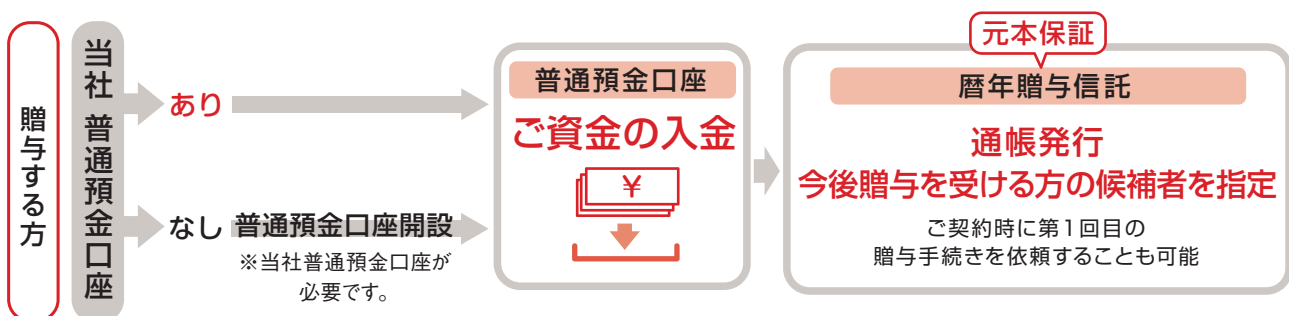 贈与する方
当社 普通預金口座
あり
なし
普通預金口座開設
※当社普通預金口座が
必要です。
普通預金口座
ご資金の入金
¥
元本保証
暦年贈与信託
通帳発行
今後贈与を受ける方の候補者を指定
ご契約時に第1回目の
贈与手続きを依頼することも可能